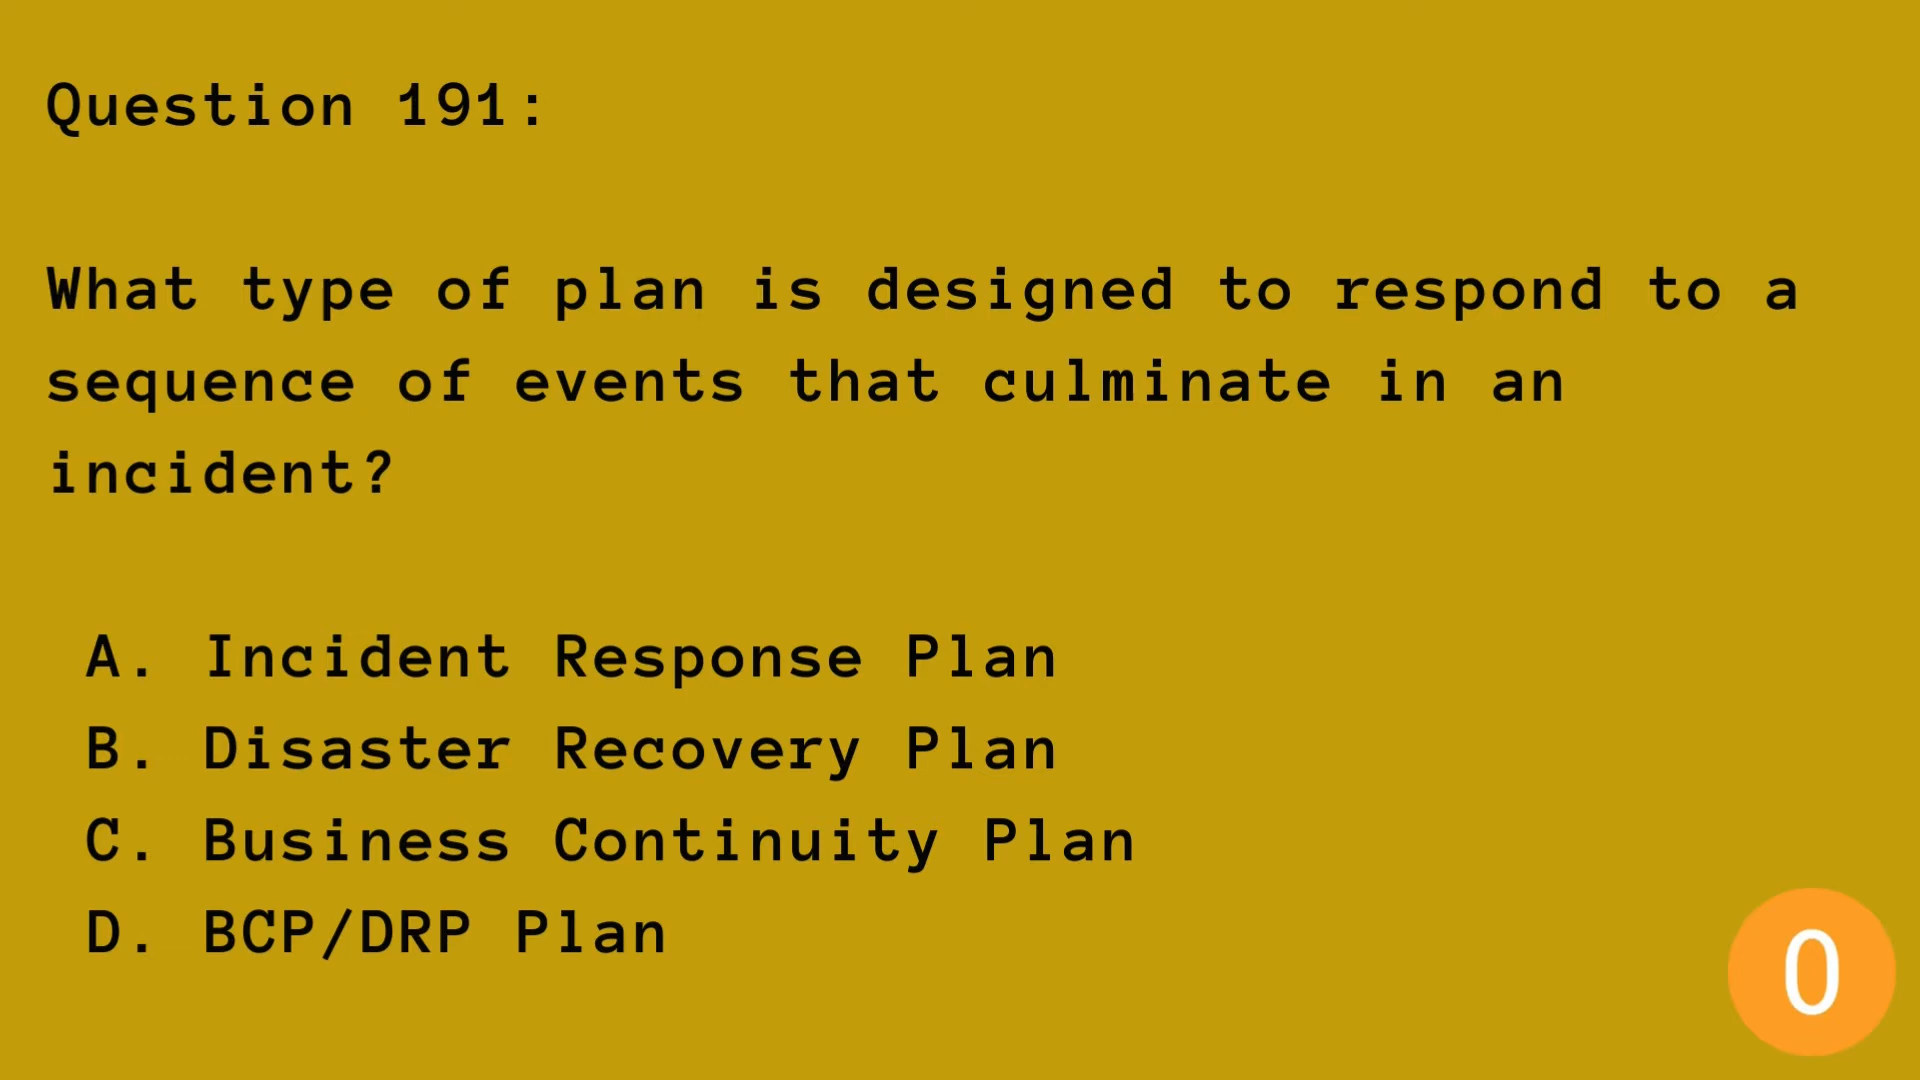 Question 191:
What type of plan is designed to respond to a
sequence of events that culminate in an
incident?
A. Incident Response Plan
B. Disaster Recovery Plan
C. Business Continuity Plan
D. BCP/DRP Plan
0